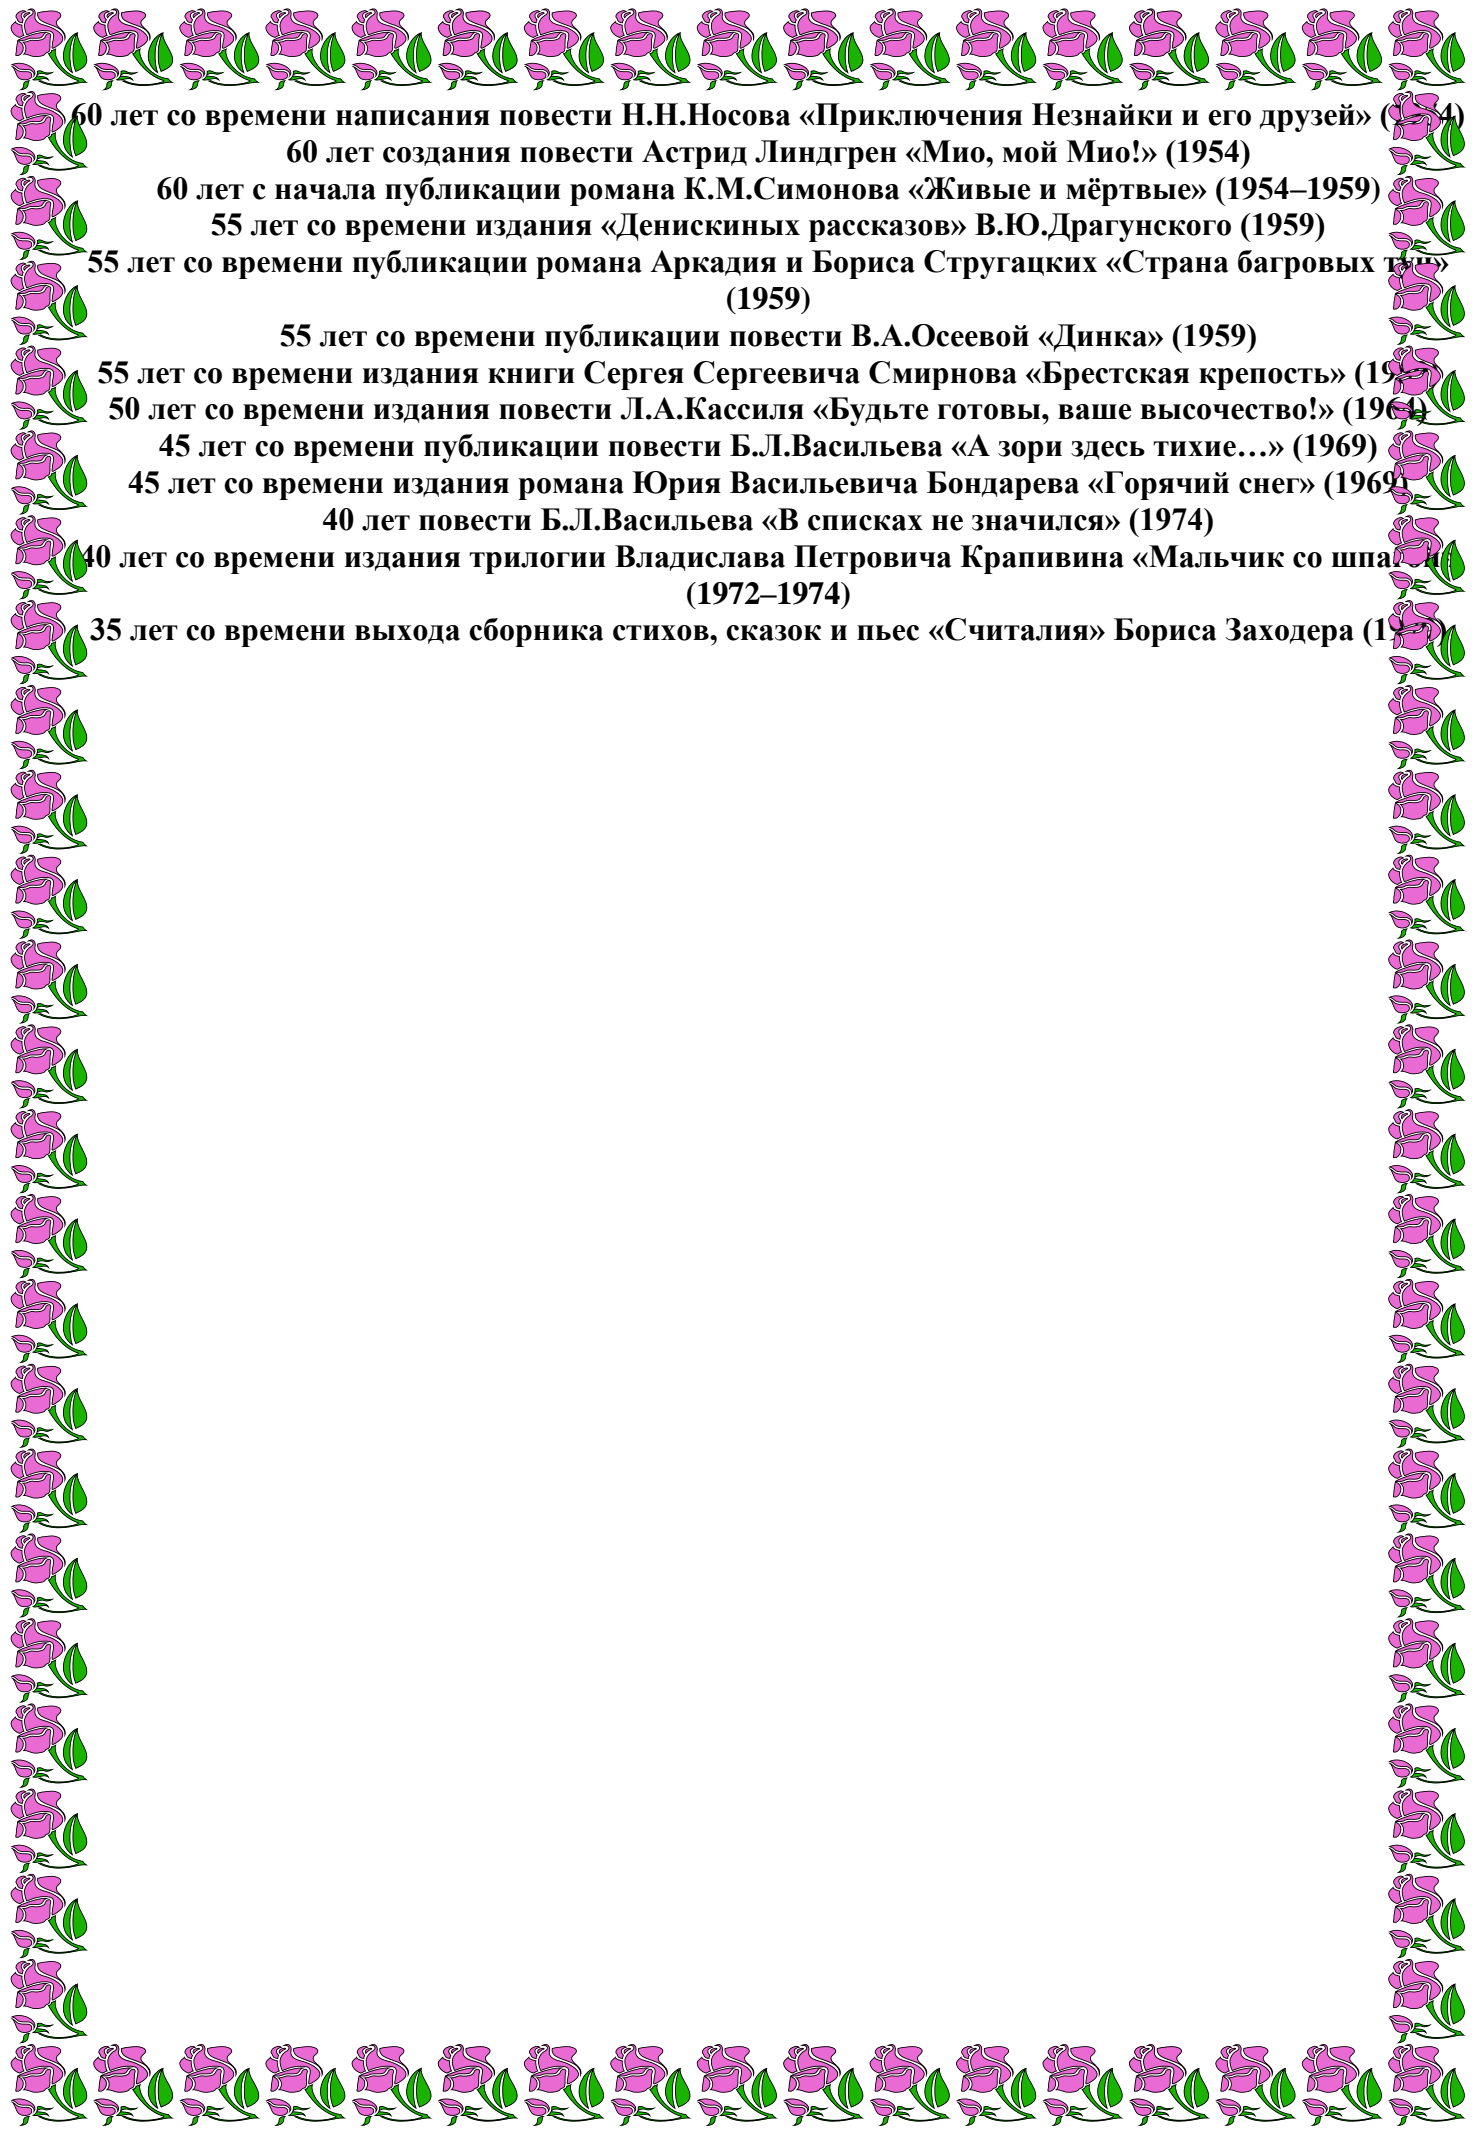 60 лет со времени написания повести Н.Н.Носова «Приключения Незнайки и его друзей»
60 лет создания повести Астрид Линдгрен «Мио, мой Мио!» (1954)
60 лет с начала публикации романа К.М.Симонова «Живые и мёртвые» (1954–1959)
55 лет со времени издания «Денискиных рассказов» В.Ю.Драгунского (1959)
55 лет со времени публикации романа Аркадия и Бориса Стругацких «Страна багровых туч»
(1959)
55 лет со времени публикации повести В.А.Осеевой «Динка» (1959)
55 лет со времени издания книги Сергея Сергеевича Смирнова «Брестская крепость»
50 лет со времени издания повести Л.А.Кассиля «Будьте готовы, ваше высочество!» (1964)
45 лет со времени публикации повести Б.Л.Васильева «А зори здесь тихие…» (1969)
45 лет со времени издания романа Юрия Васильевича Бондарева «Горячий снег» (1969)
40 лет повести Б.Л.Васильева «В списках не значился» (1974)
40 лет со времени издания трилогии Владислава Петровича Крапивина «Мальчик со
(1972–1974)
35 лет со времени выхода сборника стихов, сказок и пьес «Считалия» Бориса Заходера